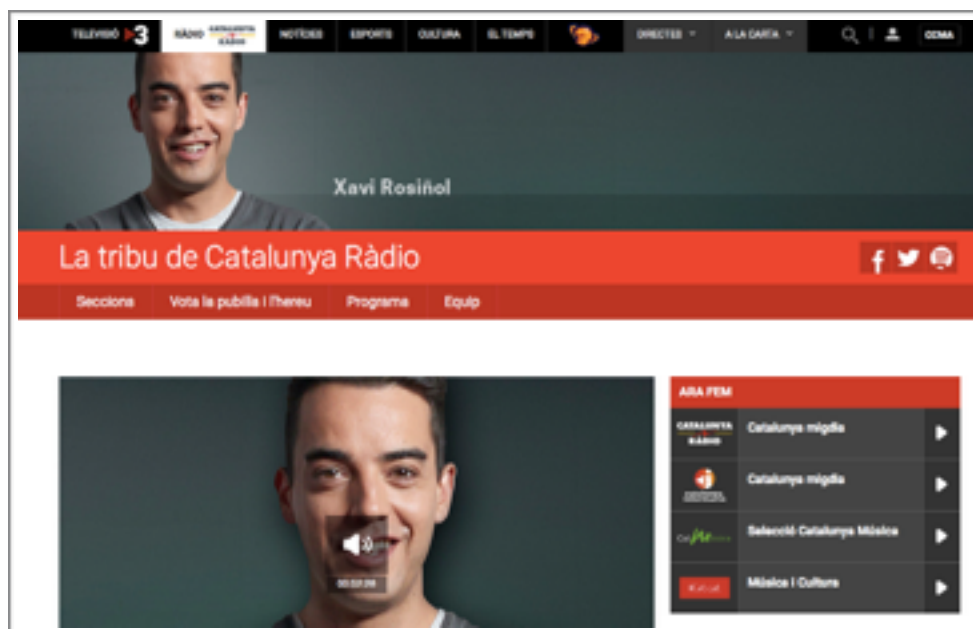 TELEVISIÓ 3
RÀDIO CATALUNYA RÀDIO
NOTÍCIES
ESPORTS
CULTURA
EL TEMPS
DIRECTES
A LA CARTA
CCMA
Xavi Rosiñol
La tribu de Catalunya Ràdio
Seccions
Vota la pubilla i l'hereu
Programa
Equip
ARA FEM
CATALUNYA RÀDIO
Catalunya migdia
Catalunya migdia
Selecció Catalunya Música
Música i Cultura